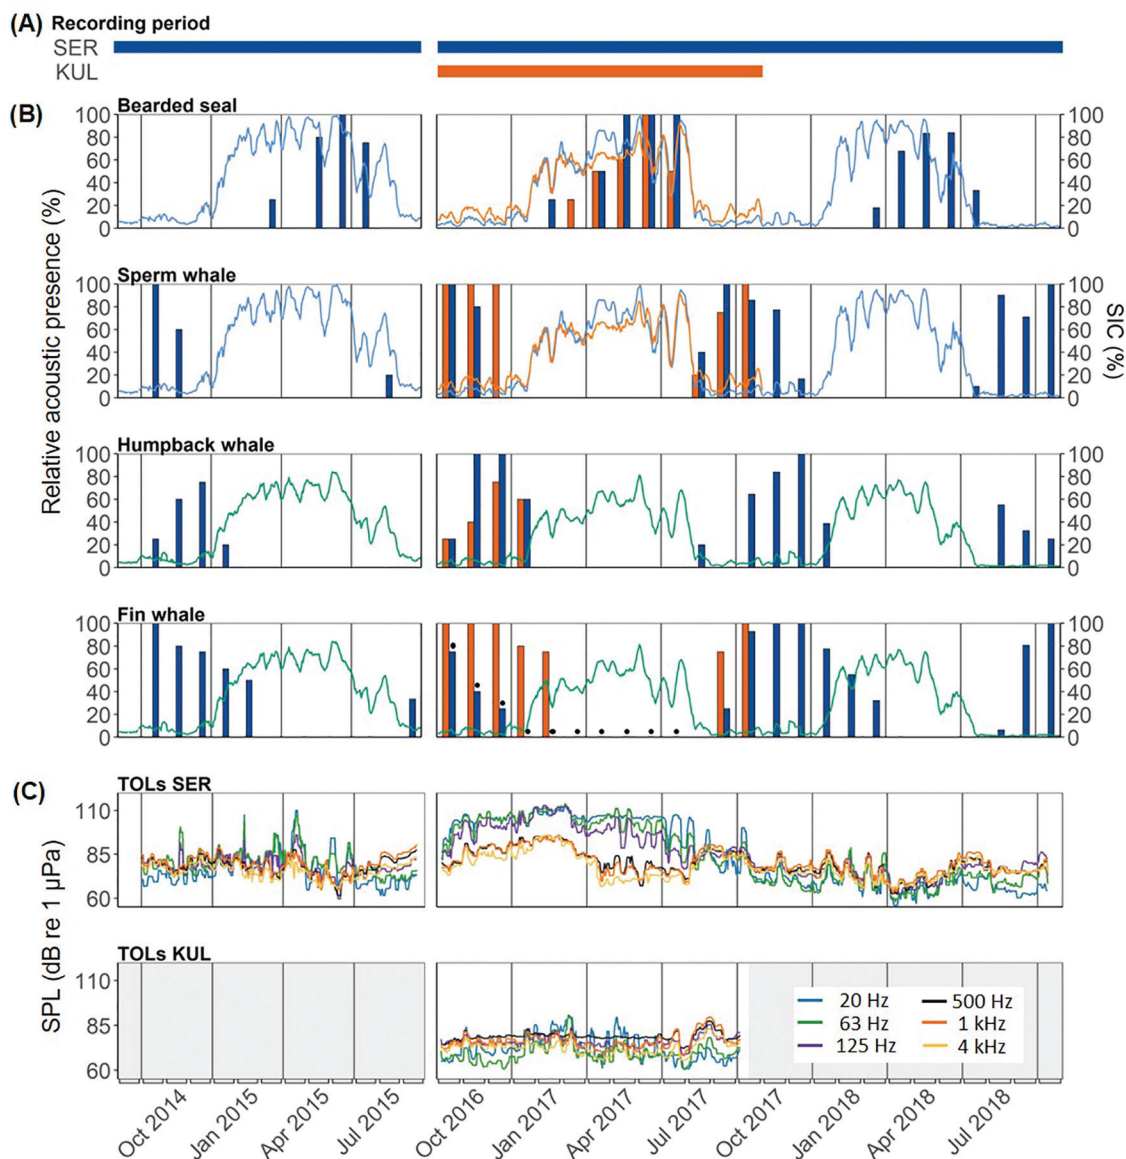 (A) Recording period
SER
KUL
(B) Bearded seal
100 80 60 40 20 0
100 80 60 40 20 0
Sperm whale
100 80 60 40 20 0
100 80 60 40 20 0
Humpback whale
100 80 60 40 20 0
100 80 60 40 20 0
Fin whale
100 80 60 40 20 0
100 80 60 40 20 0
Relative acoustic presence (%)
SIC (%)
(C) TOLs SER
110 85 60
TOLs KUL
110 85 60
SPL (dB re 1 µPa)
20 Hz 500 Hz
63 Hz 1 kHz
125 Hz 4 kHz
Oct 2014 Jan 2015 Apr 2015 Jul 2015 Oct 2016 Jan 2017 Apr 2017 Jul 2017 Oct 2017 Jan 2018 Apr 2018 Jul 2018